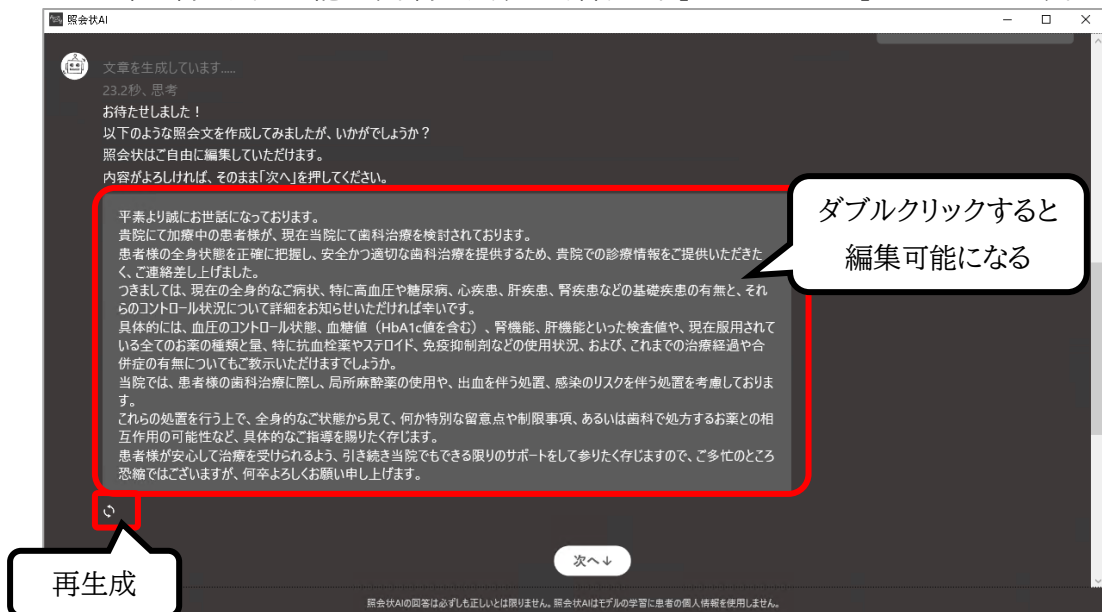 照会状AI
文章を生成しています.....
23.2秒、思考
お待たせしました！
以下のような照会文を作成してみましたが、いかがでしょうか？
照会状はご自由に編集していただけます。
内容がよろしければ、そのまま「次へ」を押してください。
平素より誠にお世話になっております。
貴院にて加療中の患者様が、現在当院にて歯科治療を検討されております。
患者様の全身状態を正確に把握し、安全かつ適切な歯科治療を提供するため、貴院での診療情報をご提供いただきた
く、ご連絡差し上げました。
つきましては、現在の全身的なご病状、特に高血圧や糖尿病、心疾患、肝疾患、腎疾患などの基礎疾患の有無と、それ
らのコントロール状況について詳細をお知らせいただければ幸いです。
具体的には、血圧のコントロール状態、血糖値（HbA1c値を含む）、腎機能、肝機能といった検査値や、現在服用されて
いる全てのお薬の種類と量、特に抗血栓薬やステロイド、免疫抑制剤などの使用状況、および、これまでの治療経過や合
併症の有無についてもご教示いただけますでしょうか。
当院では、患者様の歯科治療に際し、局所麻酔薬の使用や、出血を伴う処置、感染のリスクを伴う処置を考慮しておりま
す。
これらの処置を行う上で、全身的なご状態から見て、何か特別な留意点や制限事項、あるいは歯科で処方するお薬との相
互作用の可能性など、具体的なご指導を賜りたく存じます。
患者様が安心して治療を受けられるよう、引き続き当院でもできる限りのサポートをして参りたく存じますので、ご多忙のところ
恐縮ではございますが、何卒よろしくお願い申し上げます。
ダブルクリックすると
編集可能になる
再生成
次へ↓
照会状AIの回答は必ずしも正しいとは限りません。照会状AIはモデルの学習に患者の個人情報を使用しません。